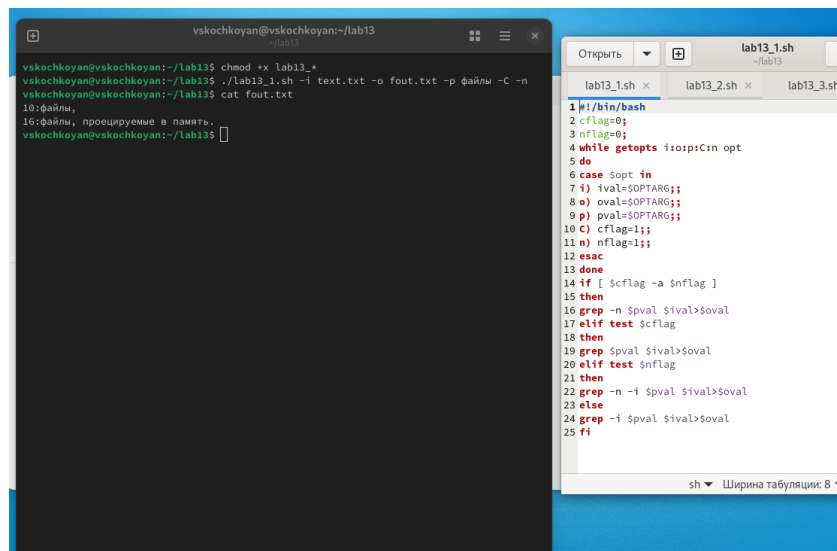 vskochkoyan@vskochkoyan:~/lab13
~/lab13
vskochkoyan@vskochkoyan:~/lab13$ chmod +x lab13_*
vskochkoyan@vskochkoyan:~/lab13$ ./lab13_1.sh -i text.txt -o fout.txt -p файлы -C -n
vskochkoyan@vskochkoyan:~/lab13$ cat fout.txt
10:файлы,
16:файлы, проецируемые в память.
vskochkoyan@vskochkoyan:~/lab13$
Открыть
lab13_1.sh
~/lab13
lab13_1.sh × lab13_2.sh × lab13_3.sh
1 #!/bin/bash
2 cflag=0;
3 nflag=0;
4 while getopts i:o:p:C:n opt
5 do
6 case $opt in
7 i) ival=$OPTARG;;
8 o) oval=$OPTARG;;
9 p) pval=$OPTARG;;
10 C) cflag=1;;
11 n) nflag=1;;
12 esac
13 done
14 if [ $cflag -a $nflag ]
15 then
16 grep -n $pval $ival>$oval
17 elif test $cflag
18 then
19 grep $pval $ival>$oval
20 elif test $nflag
21 then
22 grep -n -i $pval $ival>$oval
23 else
24 grep -i $pval $ival>$oval
25 fi
sh Ширина табуляции: 8